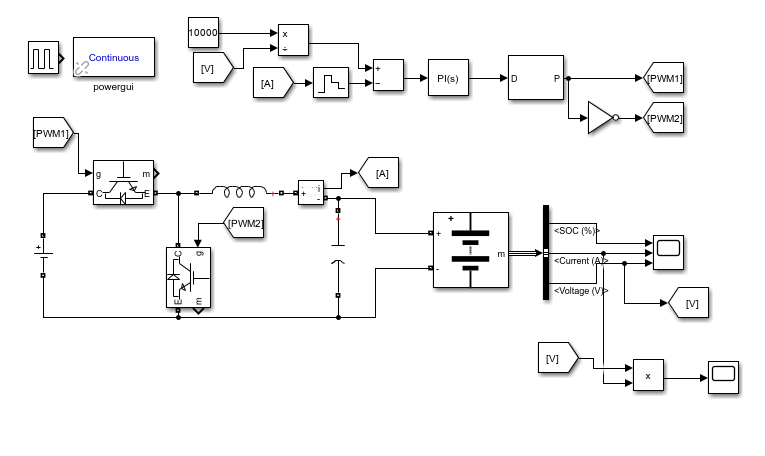 10000
x
÷
Continuous
[V]
+
−
[A]
PI(s)
D
P
[PWM1]
powergui
[PWM2]
[PWM1]
g
m
[A]
C
E
i
+
-
[PWM2]
+
<SOC (%)>
+
C
g
m
<Current (A)>
+
-
E
m
<Voltage (V)>
[V]
[V]
x